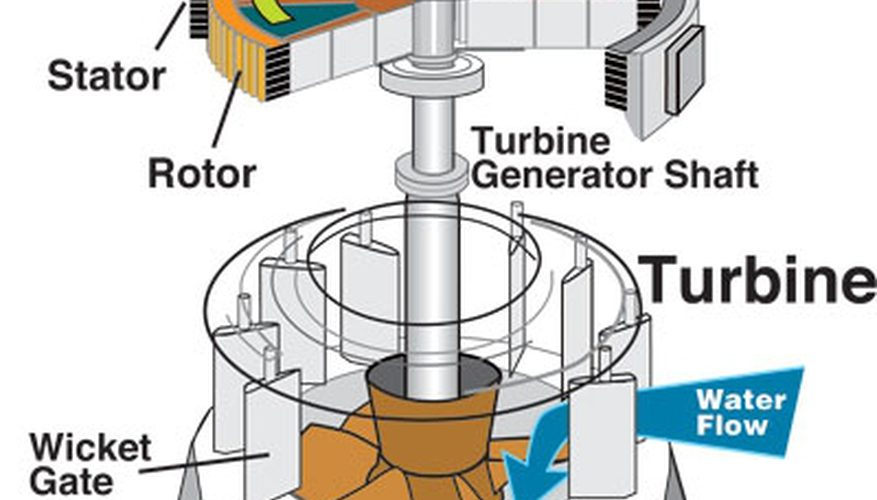 Stator
Rotor
Turbine
Generator Shaft
Turbine
Water
Flow
Wicket
Gate